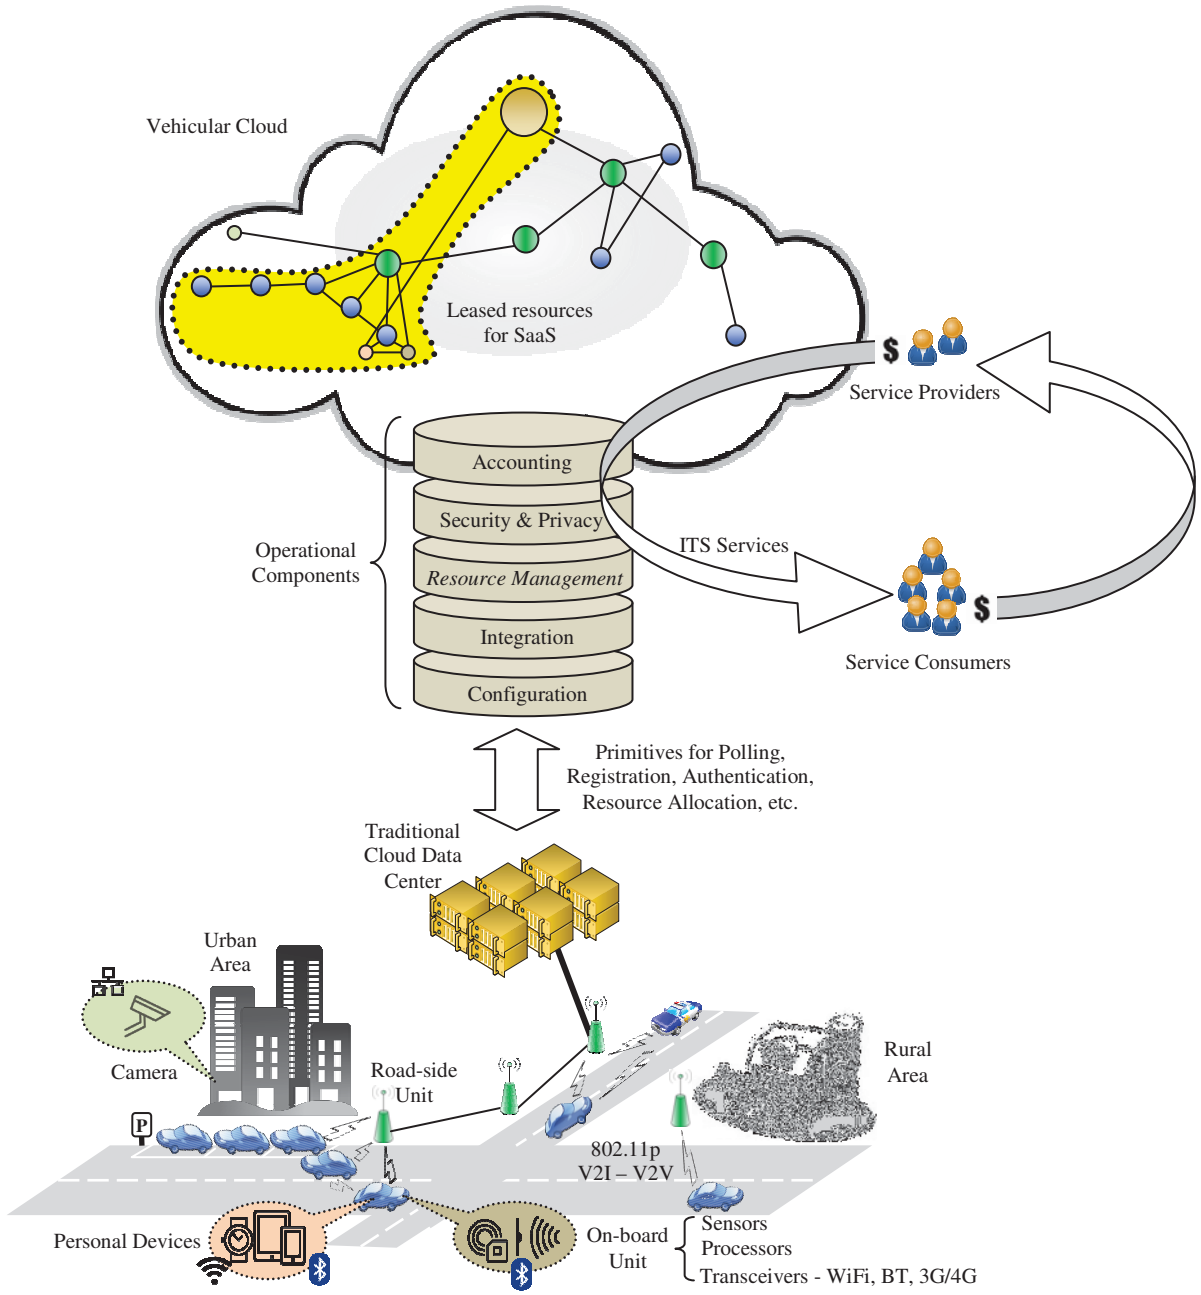 Vehicular Cloud
Leased resources
for SaaS
$
Service Providers
Accounting
Security & Privacy
Operational
Components
Resource Management
Integration
Configuration
ITS Services
$
Service Consumers
Primitives for Polling,
Registration, Authentication,
Resource Allocation, etc.
Traditional
Cloud Data
Center
Urban
Area
Camera
Road-side
Unit
Rural
Area
P
802.11p
V2I – V2V
Personal Devices
On-board
Unit
Sensors
Processors
Transceivers - WiFi, BT, 3G/4G